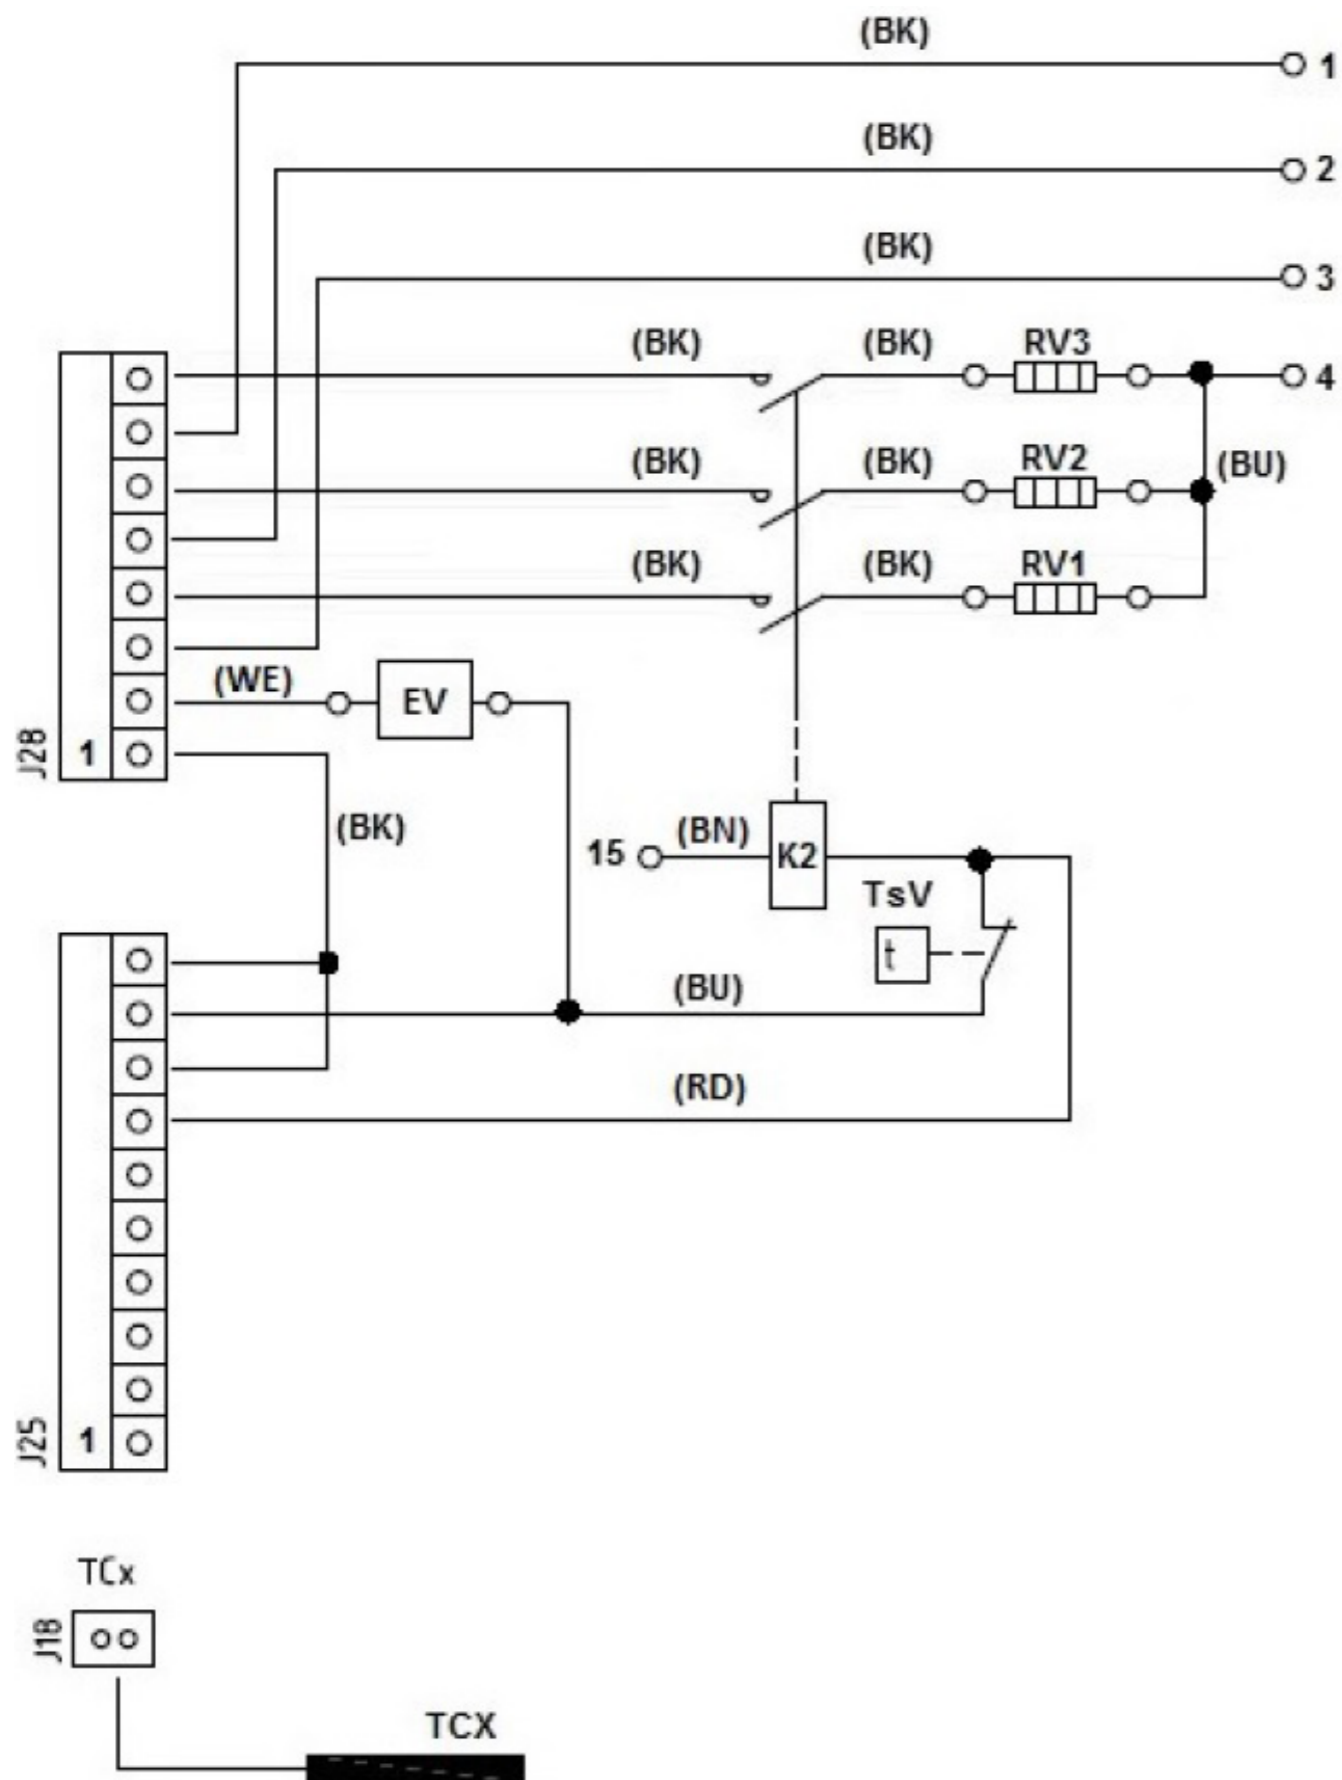 (BK)
1
(BK)
2
(BK)
3
(BK) (BK) RV3
4
(BK) (BK) RV2 (BU)
(BK) (BK) RV1
(WE) EV
J28 1
(BK) 15 (BN) K2
TsV
t
(BU)
(RD)
J25 1
TCx
J18
TCX